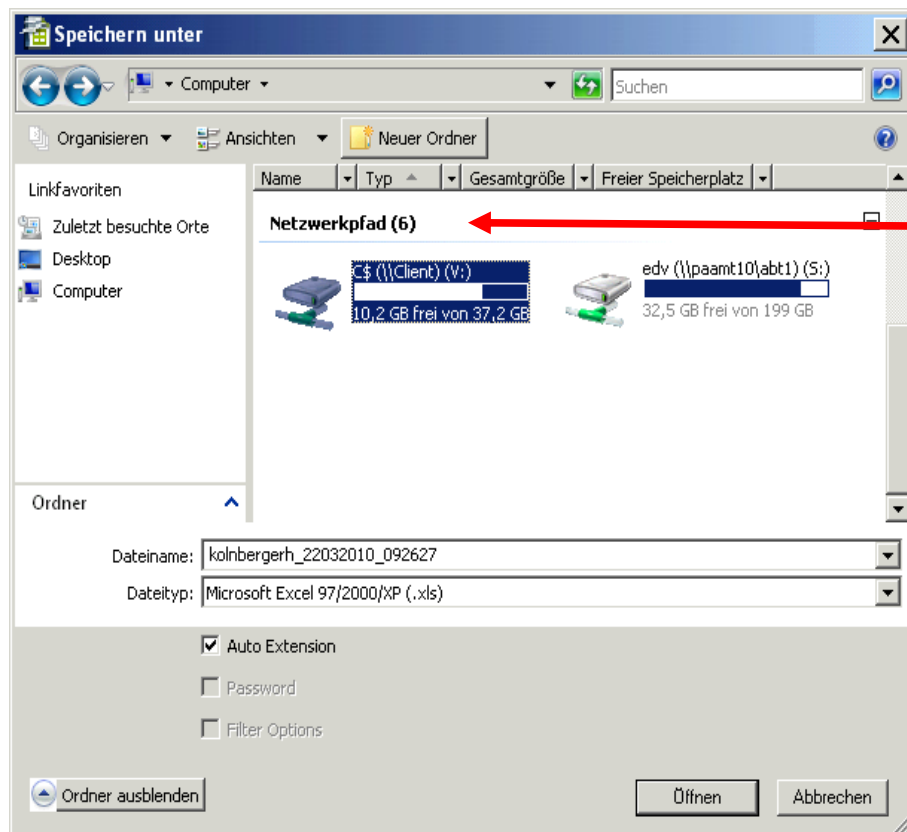 Speichern unter
Computer
Suchen
Organisieren Ansichten Neuer Ordner
Linkfavoriten
Zuletzt besuchte Orte
Desktop
Computer
Name Typ Gesamtgröße Freier Speicherplatz
Netzwerkpfad (6)
C$ (\\Client) (V:)
10,2 GB frei von 37,2 GB
edv (\\paamt10\abt1) (S:)
32,5 GB frei von 199 GB
Ordner
Dateiname: kolnbergerh_22032010_092627
Dateityp: Microsoft Excel 97/2000/XP (.xls)
Auto Extension
Password
Filter Options
Ordner ausblenden
Öffnen Abbrechen